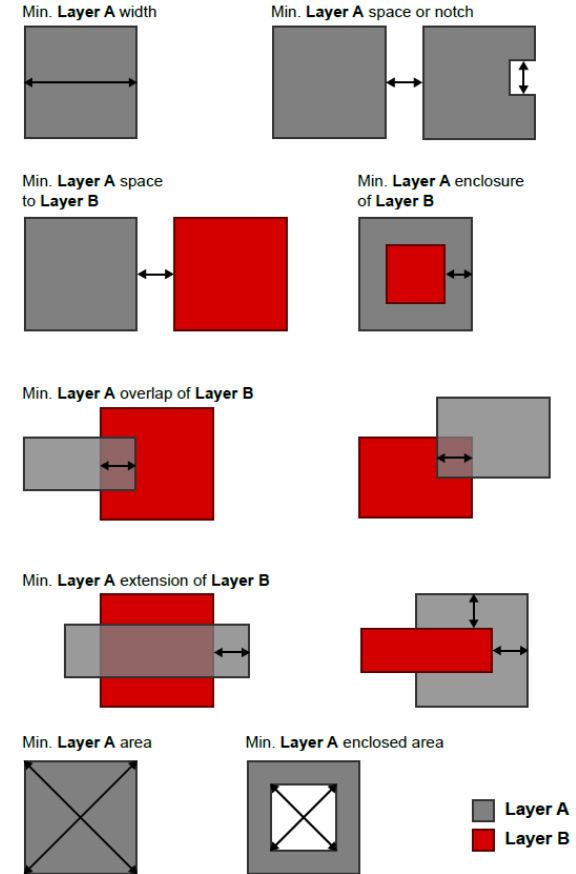 Min. Layer A width
Min. Layer A space or notch
Min. Layer A space
to Layer B
Min. Layer A enclosure
of Layer B
Min. Layer A overlap of Layer B
Min. Layer A extension of Layer B
Min. Layer A area
Min. Layer A enclosed area
Layer A
Layer B